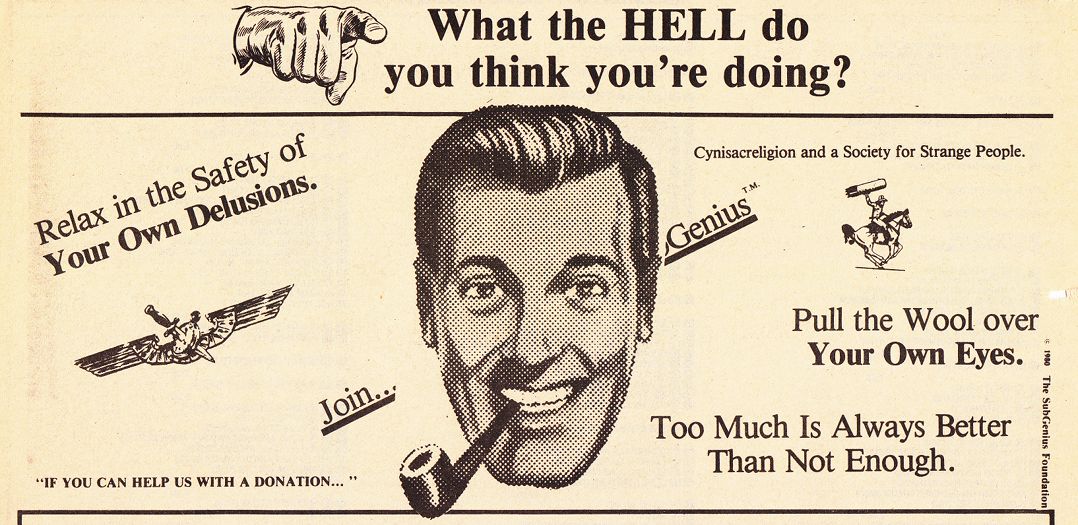 What the HELL do
you think you're doing?
Relax in the Safety of
Your Own Delusions.
Cynisacreligion and a Society for Strange People.
Genius T.M.
Pull the Wool over
Your Own Eyes.
Join...
Too Much Is Always Better
Than Not Enough.
"IF YOU CAN HELP US WITH A DONATION... "
© 1980 The SubGenius Foundation